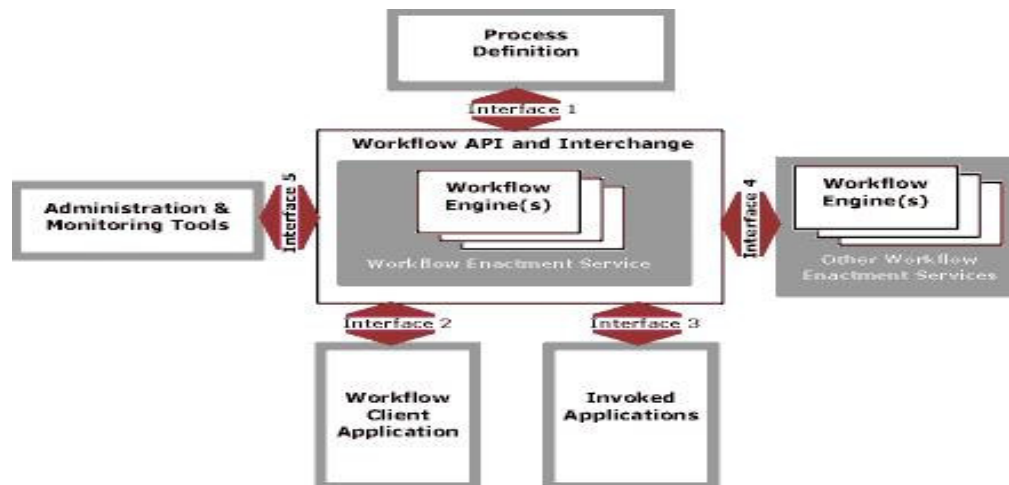 Process
Definition
Interface 1
Workflow API and Interchange
Workflow
Engine(s)
Workflow Enactment Service
Administration &
Monitoring Tools
Interface 5
Interface 4
Workflow
Engine(s)
Other Workflow
Enactment Services
Interface 2
Interface 3
Workflow
Client
Application
Invoked
Applications